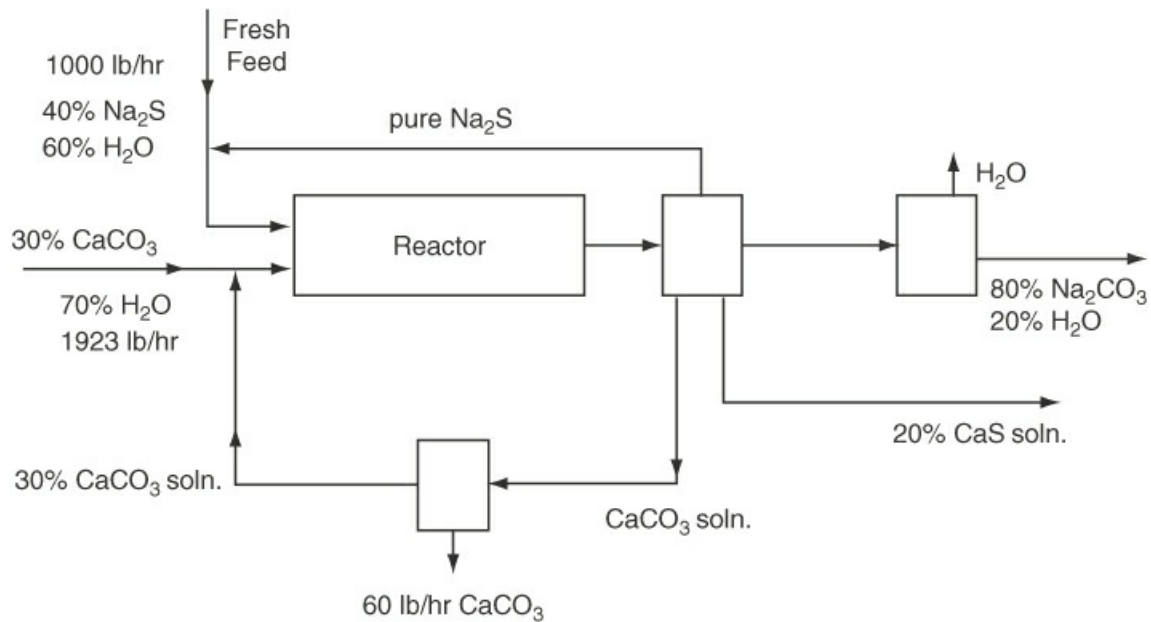 Fresh
Feed
1000 lb/hr
40% Na₂S
60% H₂O
pure Na₂S
H₂O
30% CaCO₃
Reactor
70% H₂O
1923 lb/hr
80% Na₂CO₃
20% H₂O
20% CaS soln.
30% CaCO₃ soln.
CaCO₃ soln.
60 lb/hr CaCO₃